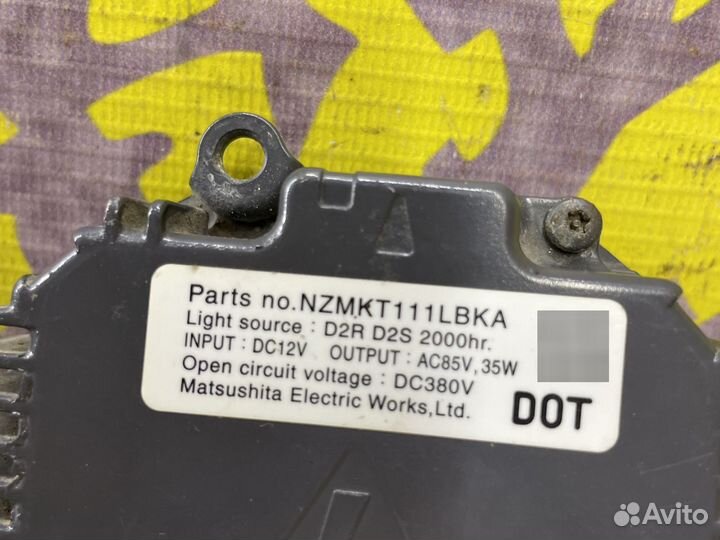 Parts no.NZMKT111LBKA
Light source : D2R D2S 2000hr.
INPUT : DC12V OUTPUT : AC85V, 35W
Open circuit voltage : DC380V
Matsushita Electric Works,Ltd.
DOT
Avito